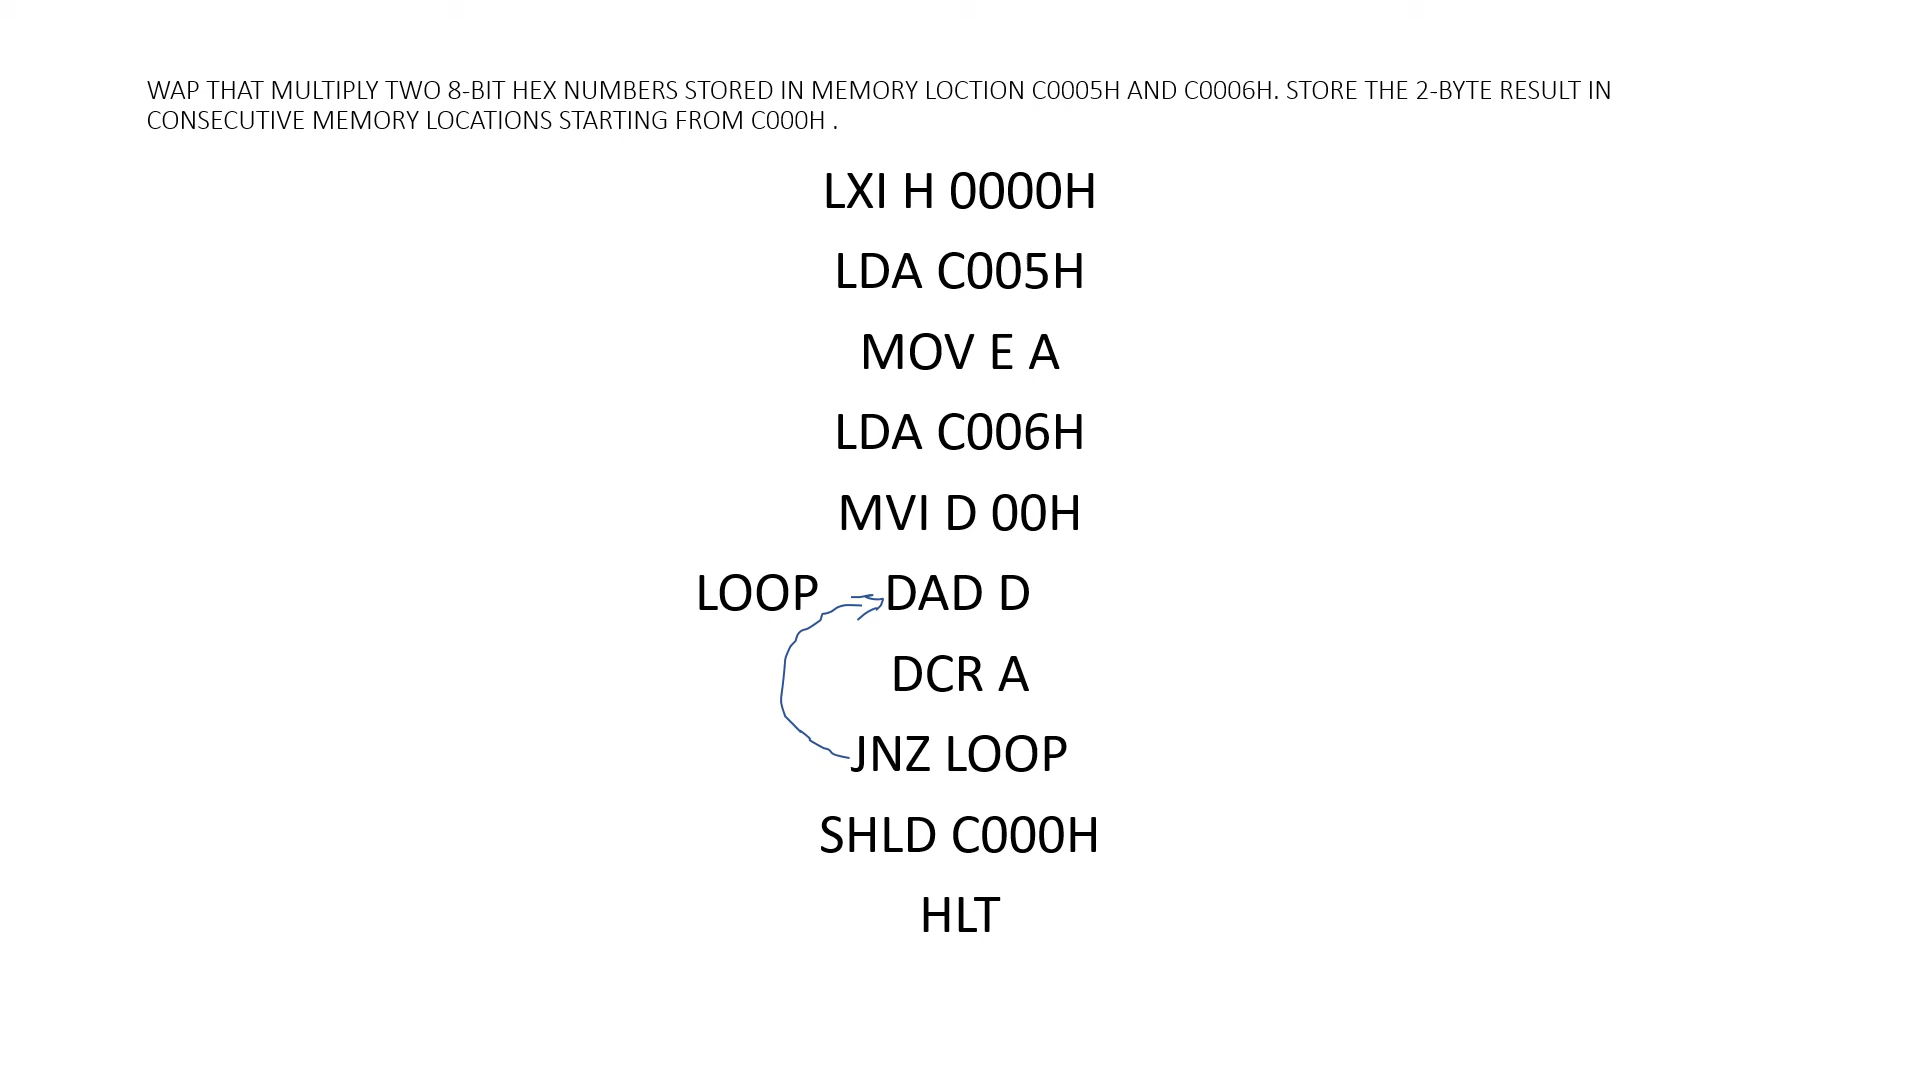 WAP THAT MULTIPLY TWO 8-BIT HEX NUMBERS STORED IN MEMORY LOCTION C0005H AND C0006H. STORE THE 2-BYTE RESULT IN
CONSECUTIVE MEMORY LOCATIONS STARTING FROM C000H .
LXI H 0000H
LDA C005H
MOV E A
LDA C006H
MVI D 00H
LOOP DAD D
DCR A
JNZ LOOP
SHLD C000H
HLT